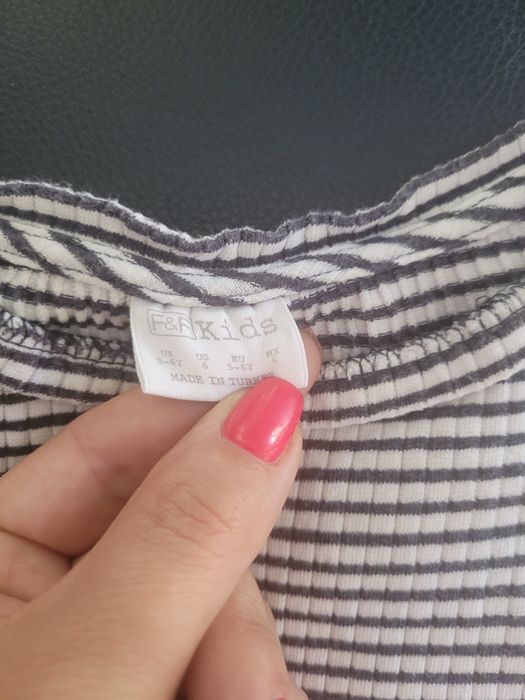 F&F Kids
UK US EU MX
5-6Y 6 5-6Y 6
MADE IN TURKEY